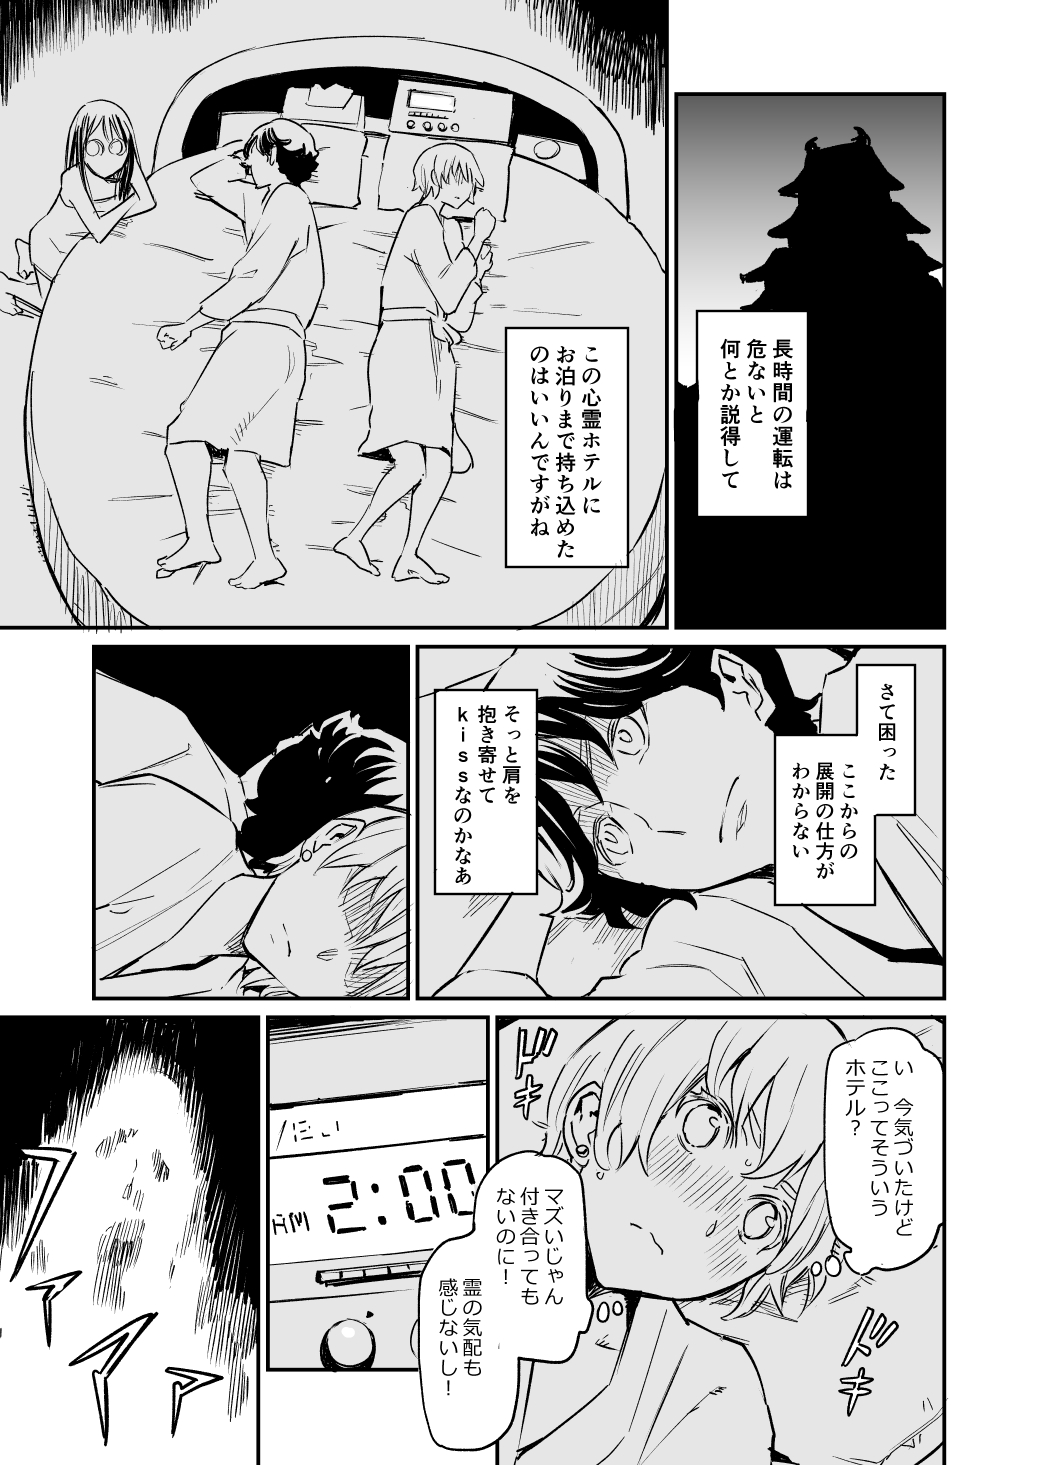 長時間の運転は
危ないと
何とか説得して
この心霊ホテルに
お泊りまで持ち込めた
のはいいんですがね
さて困った
ここからの
展開の仕方が
わからない
そっと肩を
抱き寄せて
kissなのかなあ
い　今気づいたけど
ここってそういう
ホテル？
ドキ
ドキ
マズいじゃん
付き合っても
ないのに！
霊の気配も
感じないし！
AM 2:00